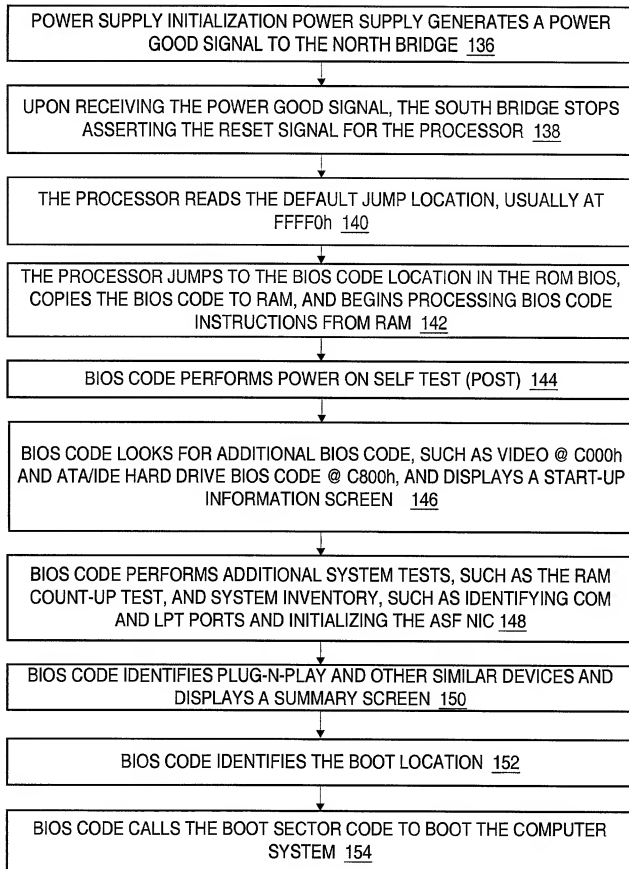 POWER SUPPLY INITIALIZATION POWER SUPPLY GENERATES A POWER
GOOD SIGNAL TO THE NORTH BRIDGE 136
UPON RECEIVING THE POWER GOOD SIGNAL, THE SOUTH BRIDGE STOPS
ASSERTING THE RESET SIGNAL FOR THE PROCESSOR 138
THE PROCESSOR READS THE DEFAULT JUMP LOCATION, USUALLY AT
FFFF0h 140
THE PROCESSOR JUMPS TO THE BIOS CODE LOCATION IN THE ROM BIOS,
COPIES THE BIOS CODE TO RAM, AND BEGINS PROCESSING BIOS CODE
INSTRUCTIONS FROM RAM 142
BIOS CODE PERFORMS POWER ON SELF TEST (POST) 144
BIOS CODE LOOKS FOR ADDITIONAL BIOS CODE, SUCH AS VIDEO @ C000h
AND ATA/IDE HARD DRIVE BIOS CODE @ C800h, AND DISPLAYS A START-UP
INFORMATION SCREEN 146
BIOS CODE PERFORMS ADDITIONAL SYSTEM TESTS, SUCH AS THE RAM
COUNT-UP TEST, AND SYSTEM INVENTORY, SUCH AS IDENTIFYING COM
AND LPT PORTS AND INITIALIZING THE ASF NIC 148
BIOS CODE IDENTIFIES PLUG-N-PLAY AND OTHER SIMILAR DEVICES AND
DISPLAYS A SUMMARY SCREEN 150
BIOS CODE IDENTIFIES THE BOOT LOCATION 152
BIOS CODE CALLS THE BOOT SECTOR CODE TO BOOT THE COMPUTER
SYSTEM 154